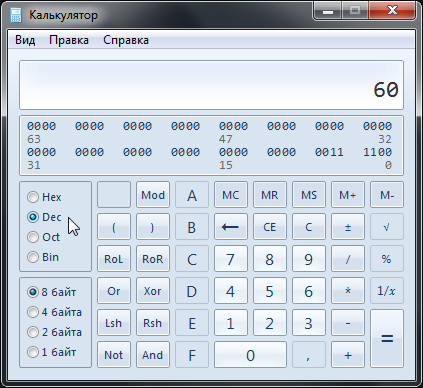 Калькулятор
Вид Правка Справка
60
0000 0000 0000 0000 0000 0000 0000 0000
63 47 32
0000 0000 0000 0000 0000 0000 0011 1100
31 15 0
Hex Mod A MC MR MS M+ M-
Dec ( ) B ← CE C ± √
Oct RoL RoR C 7 8 9 / %
Bin
8 байт Or Xor D 4 5 6 * 1/x
4 байта Lsh Rsh E 1 2 3 - =
2 байта
1 байт Not And F 0 , +